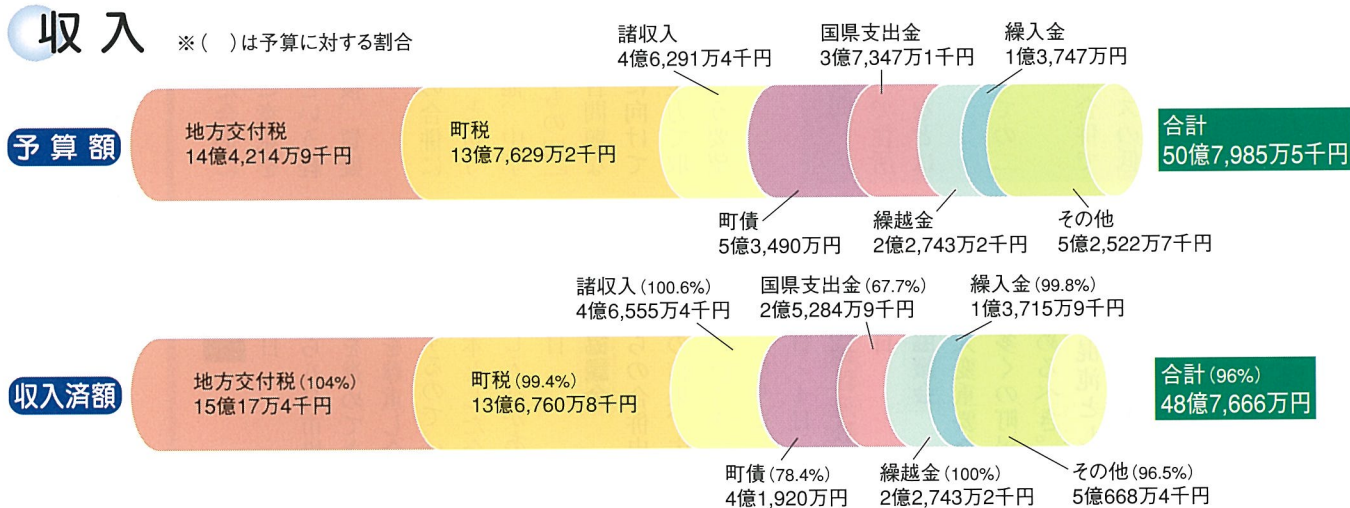 収入 ※(　)は予算に対する割合
予算額
地方交付税
14億4,214万9千円
町税
13億7,629万2千円
諸収入
4億6,291万4千円
町債
5億3,490万円
国県支出金
3億7,347万1千円
繰越金
2億2,743万2千円
繰入金
1億3,747万円
その他
5億2,522万7千円
合計
50億7,985万5千円
収入済額
地方交付税(104%)
15億17万4千円
町税(99.4%)
13億6,760万8千円
諸収入(100.6%)
4億6,555万4千円
町債(78.4%)
4億1,920万円
国県支出金(67.7%)
2億5,284万9千円
繰越金(100%)
2億2,743万2千円
繰入金(99.8%)
1億3,715万9千円
その他(96.5%)
5億668万4千円
合計(96%)
48億7,666万円